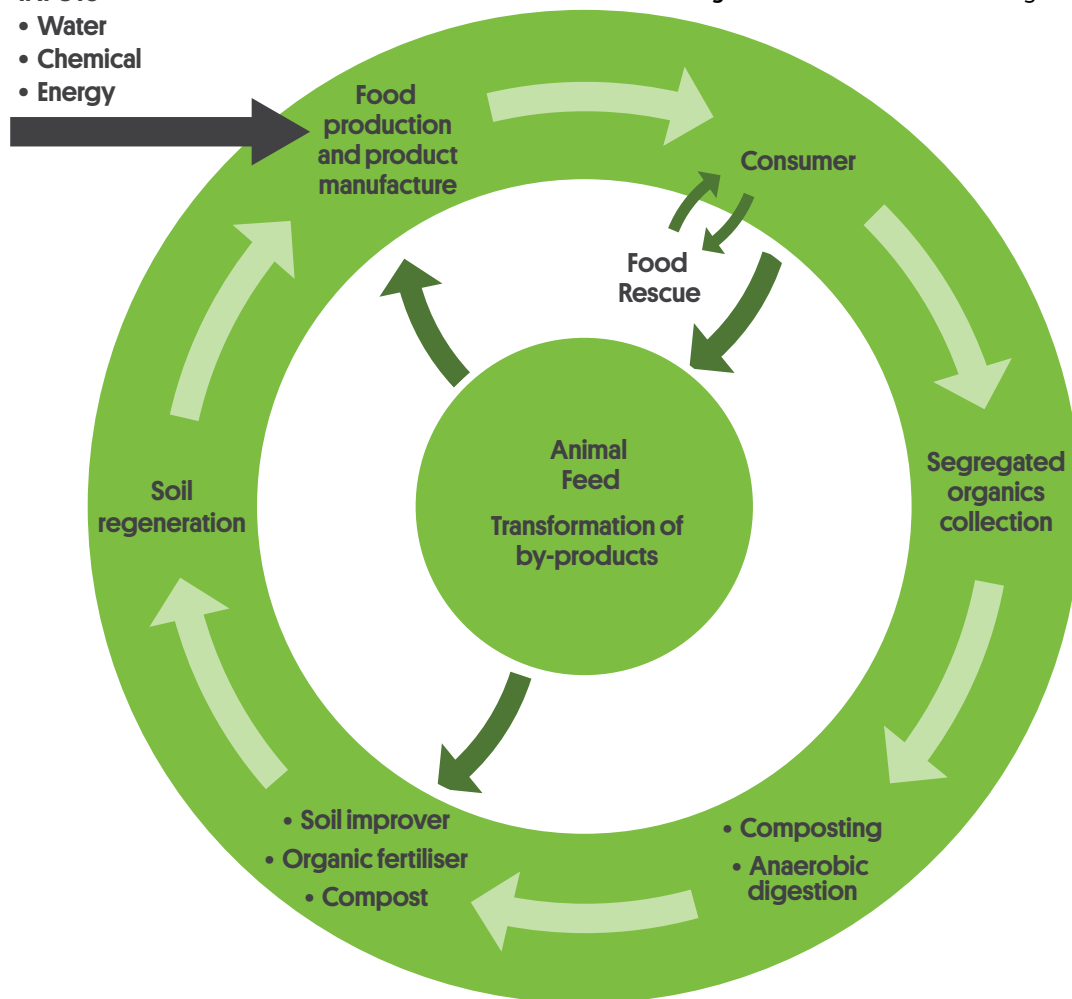 • Water
• Chemical
• Energy
Food
production
and product
manufacture
Consumer
Food
Rescue
Animal
Feed
Transformation of
by-products
Segregated
organics
collection
Soil
regeneration
• Soil improver
• Organic fertiliser
• Compost
• Composting
• Anaerobic
digestion